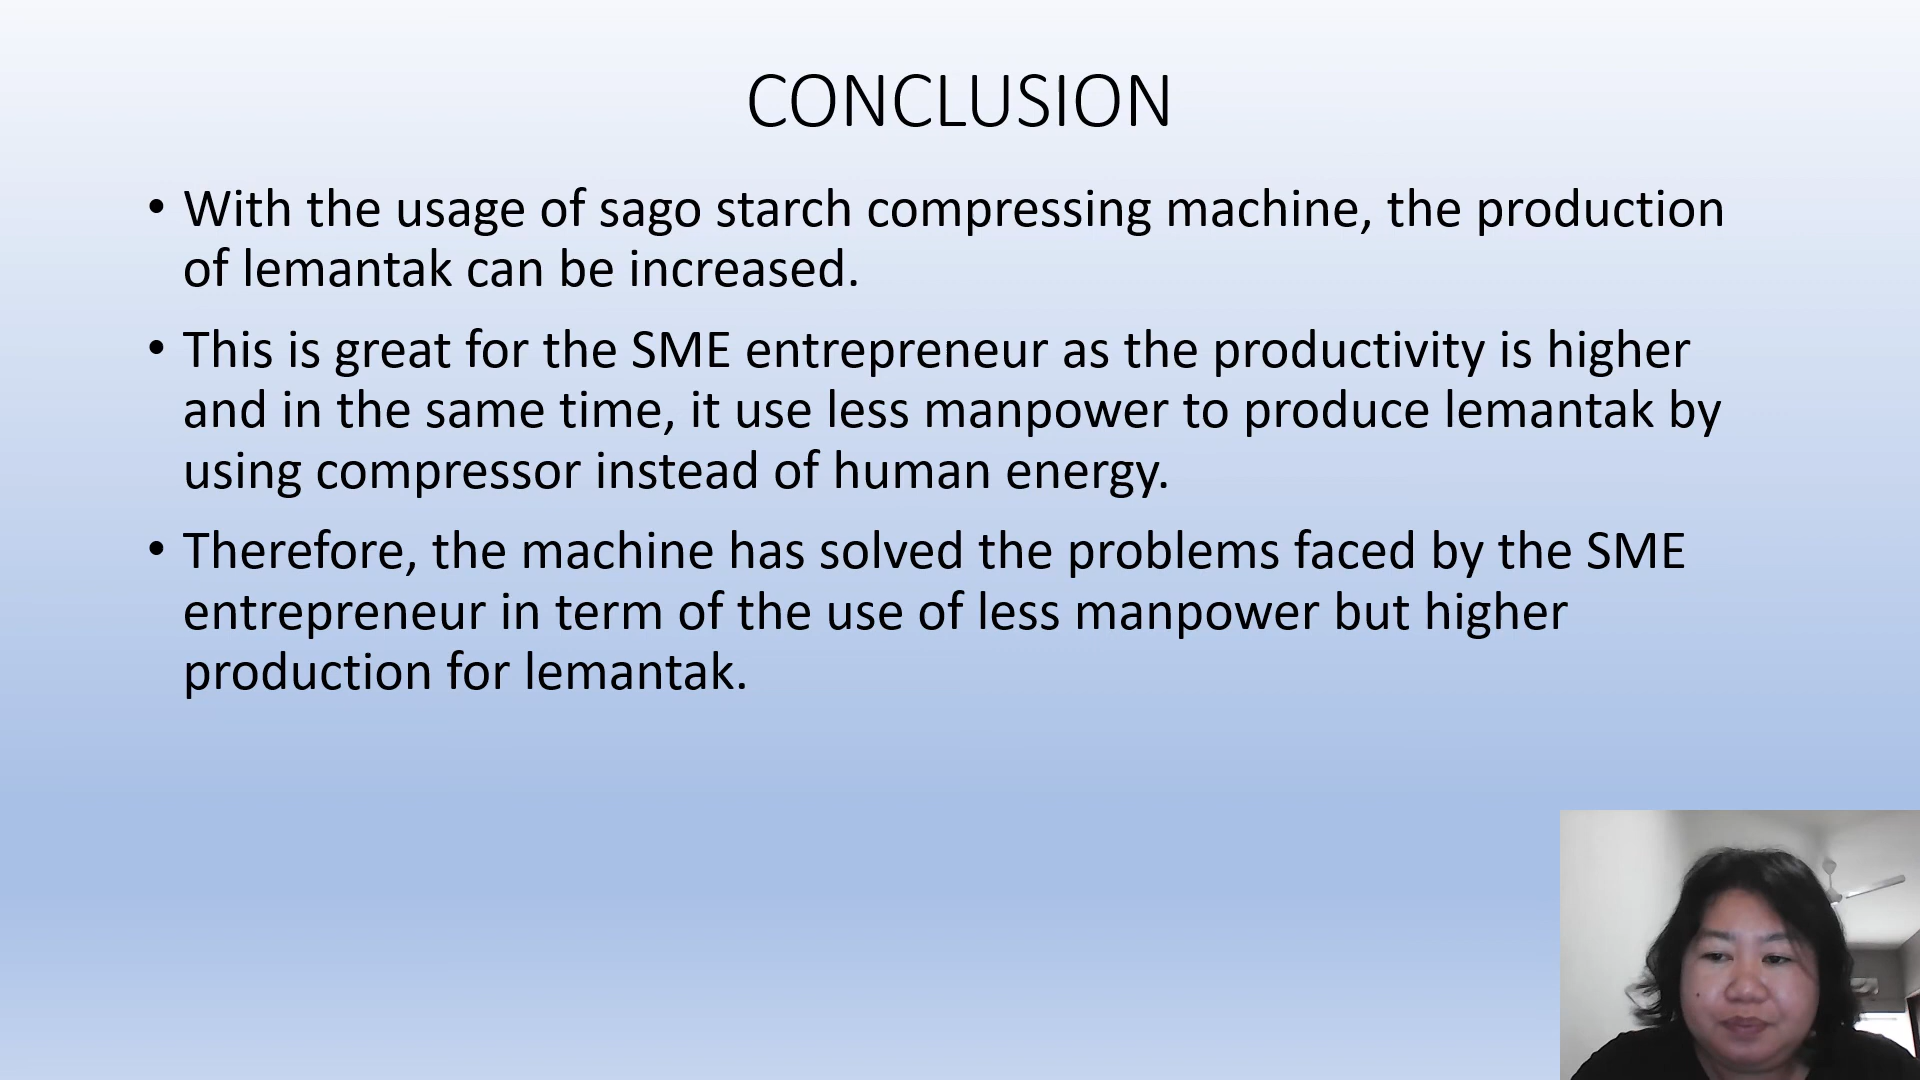 CONCLUSION
• With the usage of sago starch compressing machine, the production
of lemantak can be increased.
• This is great for the SME entrepreneur as the productivity is higher
and in the same time, it use less manpower to produce lemantak by
using compressor instead of human energy.
• Therefore, the machine has solved the problems faced by the SME
entrepreneur in term of the use of less manpower but higher
production for lemantak.